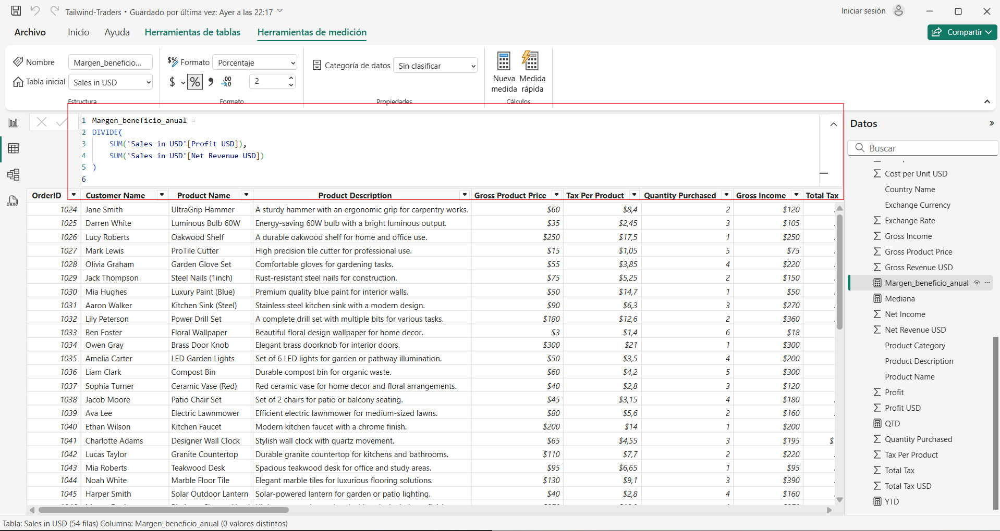 Tailwind-Traders • Guardado por última vez: Ayer a las 22:17
Iniciar sesión
Archivo Inicio Ayuda Herramientas de tablas Herramientas de medición
Compartir
Nombre Margen_beneficio...
Tabla inicial Sales in USD
Estructura
Formato Porcentaje
$ % 2
Formato
Categoría de datos Sin clasificar
Propiedades
Nueva medida
Medida rápida
Cálculos
1 Margen_beneficio_anual =
2 DIVIDE(
3 SUM('Sales in USD'[Profit USD]),
4 SUM('Sales in USD'[Net Revenue USD])
5 )
6
OrderID Customer Name Product Name Product Description Gross Product Price Tax Per Product Quantity Purchased Gross Income Total Tax
1024 Jane Smith UltraGrip Hammer A sturdy hammer with an ergonomic grip for carpentry works. $60 $8,4 2 $120
1025 Darren White Luminous Bulb 60W Energy-saving 60W bulb with a bright luminous output. $35 $2,45 3 $105
1026 Lucy Roberts Oakwood Shelf A durable oakwood shelf for home and office use. $250 $17,5 1 $250
1027 Mark Lewis ProTile Cutter High precision tile cutter for professional use. $15 $1,05 5 $75
1028 Olivia Graham Garden Glove Set Comfortable gloves for gardening tasks. $55 $3,85 4 $220
1029 Jack Thompson Steel Nails (1inch) Rust-resistant steel nails for construction. $75 $5,25 2 $150
1030 Mia Hughes Luxury Paint (Blue) Premium quality blue paint for interior walls. $50 $14,7 1 $50
1031 Aaron Walker Kitchen Sink (Steel) Stainless steel kitchen sink with a modern design. $90 $6,3 3 $270
1032 Lily Peterson Power Drill Set A complete drill set with multiple bits for various tasks. $180 $12,6 2 $360
1033 Ben Foster Floral Wallpaper Beautiful floral design wallpaper for home decor. $3 $1,4 6 $18
1034 Owen Gray Brass Door Knob Elegant brass doorknob for interior doors. $300 $21 1 $300
1035 Amelia Carter LED Garden Lights Set of 6 LED lights for garden or pathway illumination. $50 $3,5 4 $200
1036 Liam Clark Compost Bin Durable compost bin for organic waste. $60 $4,2 5 $300
1037 Sophia Turner Ceramic Vase (Red) Red ceramic vase for home decor and floral arrangements. $40 $2,8 3 $120
1038 Jacob Moore Patio Chair Set Set of 2 chairs for patio or balcony seating. $45 $3,15 4 $180
1039 Ava Lee Electric Lawnmower Efficient electric lawnmower for medium-sized lawns. $80 $5,6 2 $160
1040 Ethan Wilson Kitchen Faucet Modern kitchen faucet with a chrome finish. $200 $14 1 $200
1041 Charlotte Adams Designer Wall Clock Stylish wall clock with quartz movement. $65 $4,55 3 $195 $
1042 Lucas Taylor Granite Countertop Durable granite countertop for kitchens and bathrooms. $110 $7,7 2 $220
1043 Mia Roberts Teakwood Desk Spacious teakwood desk for office and study areas. $95 $6,65 1 $95
1044 Noah White Marble Floor Tile Elegant marble tiles for luxurious flooring solutions. $130 $9,1 3 $390
1045 Harper Smith Solar Outdoor Lantern Solar-powered lantern for garden or patio lighting. $40 $2,8 4 $160
Datos
Buscar
Cost per Unit USD
Country Name
Exchange Currency
Exchange Rate
Gross Income
Gross Product Price
Gross Revenue USD
Margen_beneficio_anual
Mediana
Net Income
Net Revenue USD
Product Category
Product Description
Product Name
Profit
Profit USD
QTD
Quantity Purchased
Tax Per Product
Total Tax
Total Tax USD
YTD
DAX
Tabla: Sales in USD (54 filas) Columna: Margen_beneficio_anual (0 valores distintos)